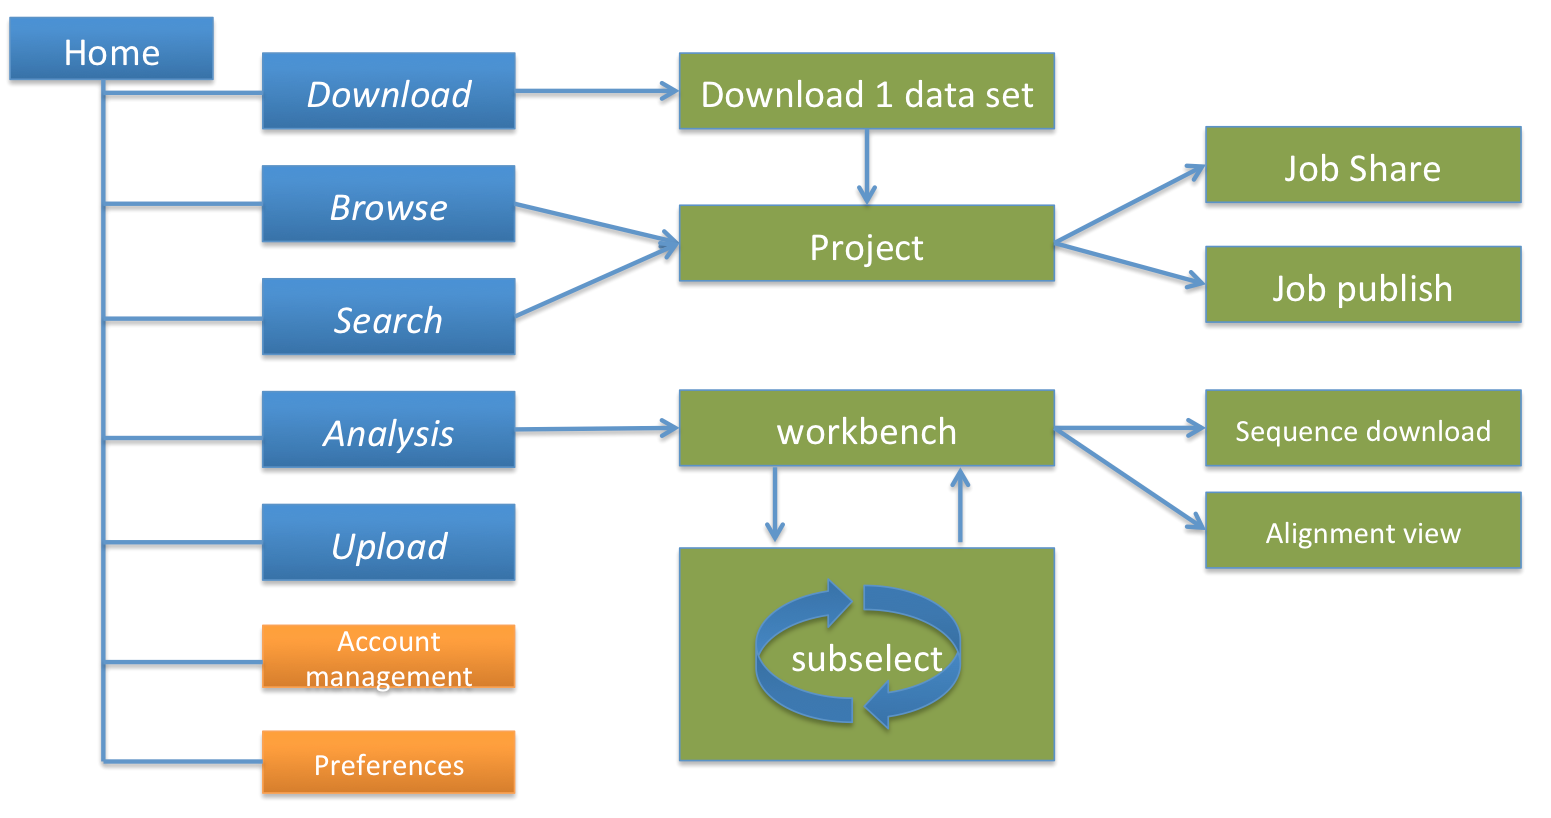 Home
Download
Download 1 data set
Browse
Project
Job Share
Search
Job publish
Analysis
workbench
Sequence download
Upload
Alignment view
Account
management
subselect
Preferences